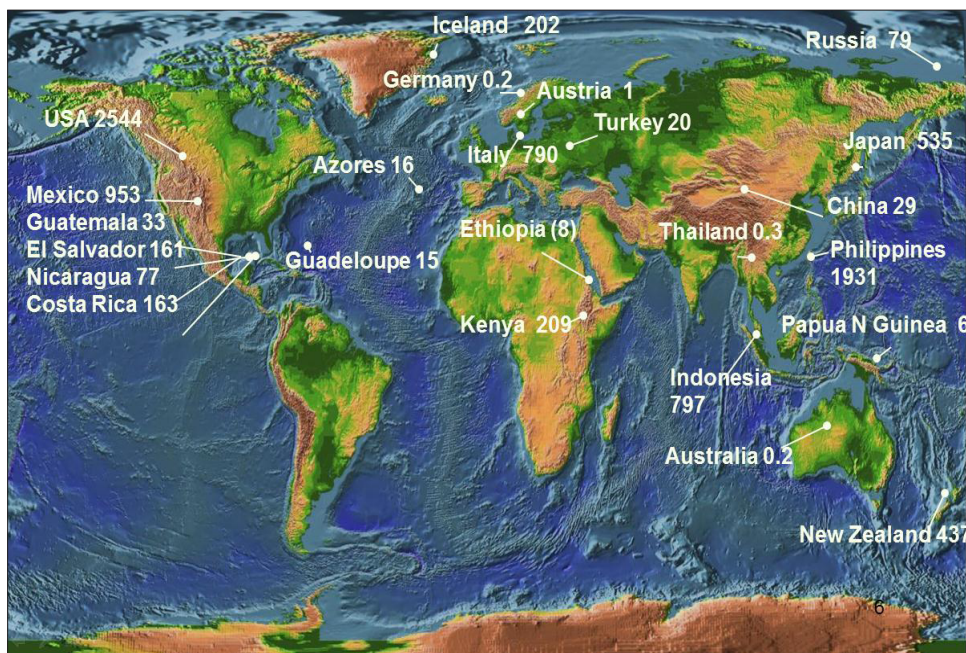 Iceland 202
Russia 79
Germany 0.2
Austria 1
USA 2544
Turkey 20
Japan 535
Italy 790
Azores 16
Mexico 953
China 29
Guatemala 33
Ethiopia (8)
Thailand 0.3
El Salvador 161
Guadeloupe 15
Philippines
1931
Nicaragua 77
Costa Rica 163
Kenya 209
Papua N Guinea 6
Indonesia
797
Australia 0.2
New Zealand 437
6